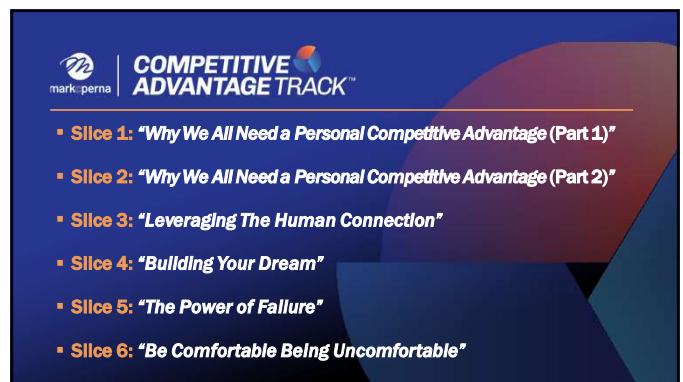 COMPETITIVE
ADVANTAGE TRACK™
markcperna
▪ Slice 1: “Why We All Need a Personal Competitive Advantage (Part 1)”
▪ Slice 2: “Why We All Need a Personal Competitive Advantage (Part 2)”
▪ Slice 3: “Leveraging The Human Connection”
▪ Slice 4: “Building Your Dream”
▪ Slice 5: “The Power of Failure”
▪ Slice 6: “Be Comfortable Being Uncomfortable”